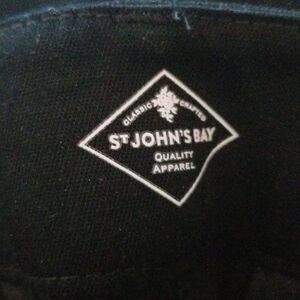 CLASSIC CRAFTED
ST JOHN'S BAY
QUALITY
APPAREL